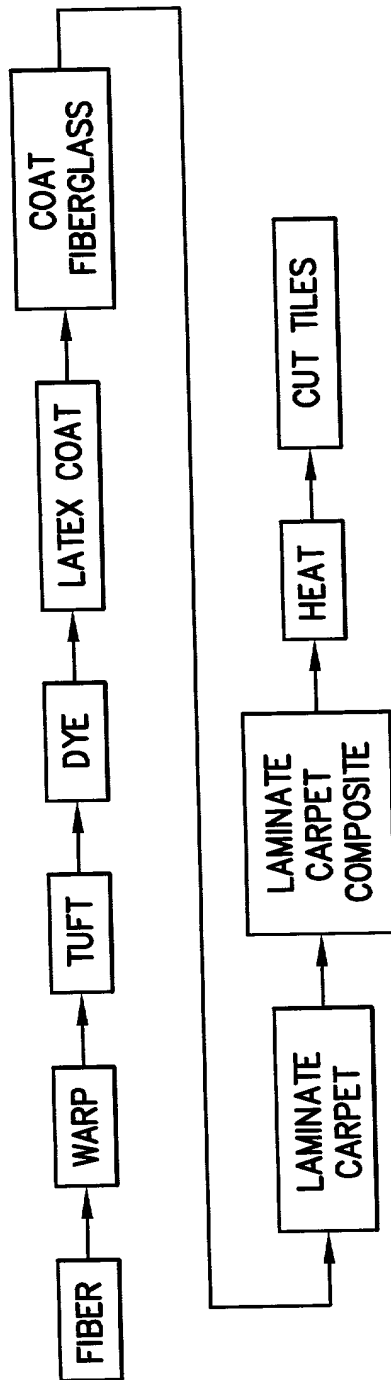 FIBER
WARP
TUFT
DYE
LATEX COAT
COAT
FIBERGLASS
LAMINATE
CARPET
LAMINATE
CARPET
COMPOSITE
HEAT
CUT TILES